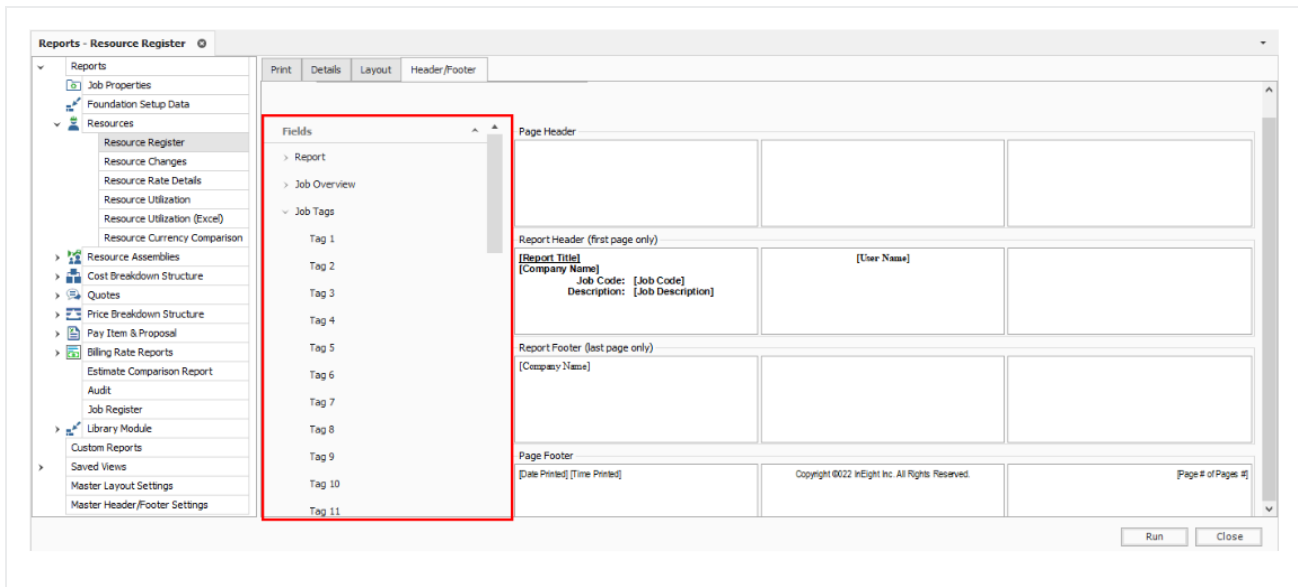 Reports - Resource Register
Reports
Job Properties
Foundation Setup Data
Resources
Resource Register
Resource Changes
Resource Rate Details
Resource Utilization
Resource Utilization (Excel)
Resource Currency Comparison
Resource Assemblies
Cost Breakdown Structure
Quotes
Price Breakdown Structure
Pay Item & Proposal
Billing Rate Reports
Estimate Comparison Report
Audit
Job Register
Library Module
Custom Reports
Saved Views
Master Layout Settings
Master Header/Footer Settings
Print Details Layout Header/Footer
Fields
Report
Job Overview
Job Tags
Tag 1
Tag 2
Tag 3
Tag 4
Tag 5
Tag 6
Tag 7
Tag 8
Tag 9
Tag 10
Tag 11
Page Header
Report Header (first page only)
[Report Title]
[Company Name]
Job Code: [Job Code]
Description: [Job Description]
[User Name]
Report Footer (last page only)
[Company Name]
Page Footer
[Date Printed] [Time Printed]
Copyright ©2022 InEight Inc. All Rights Reserved.
[Page # of Pages #]
Run Close